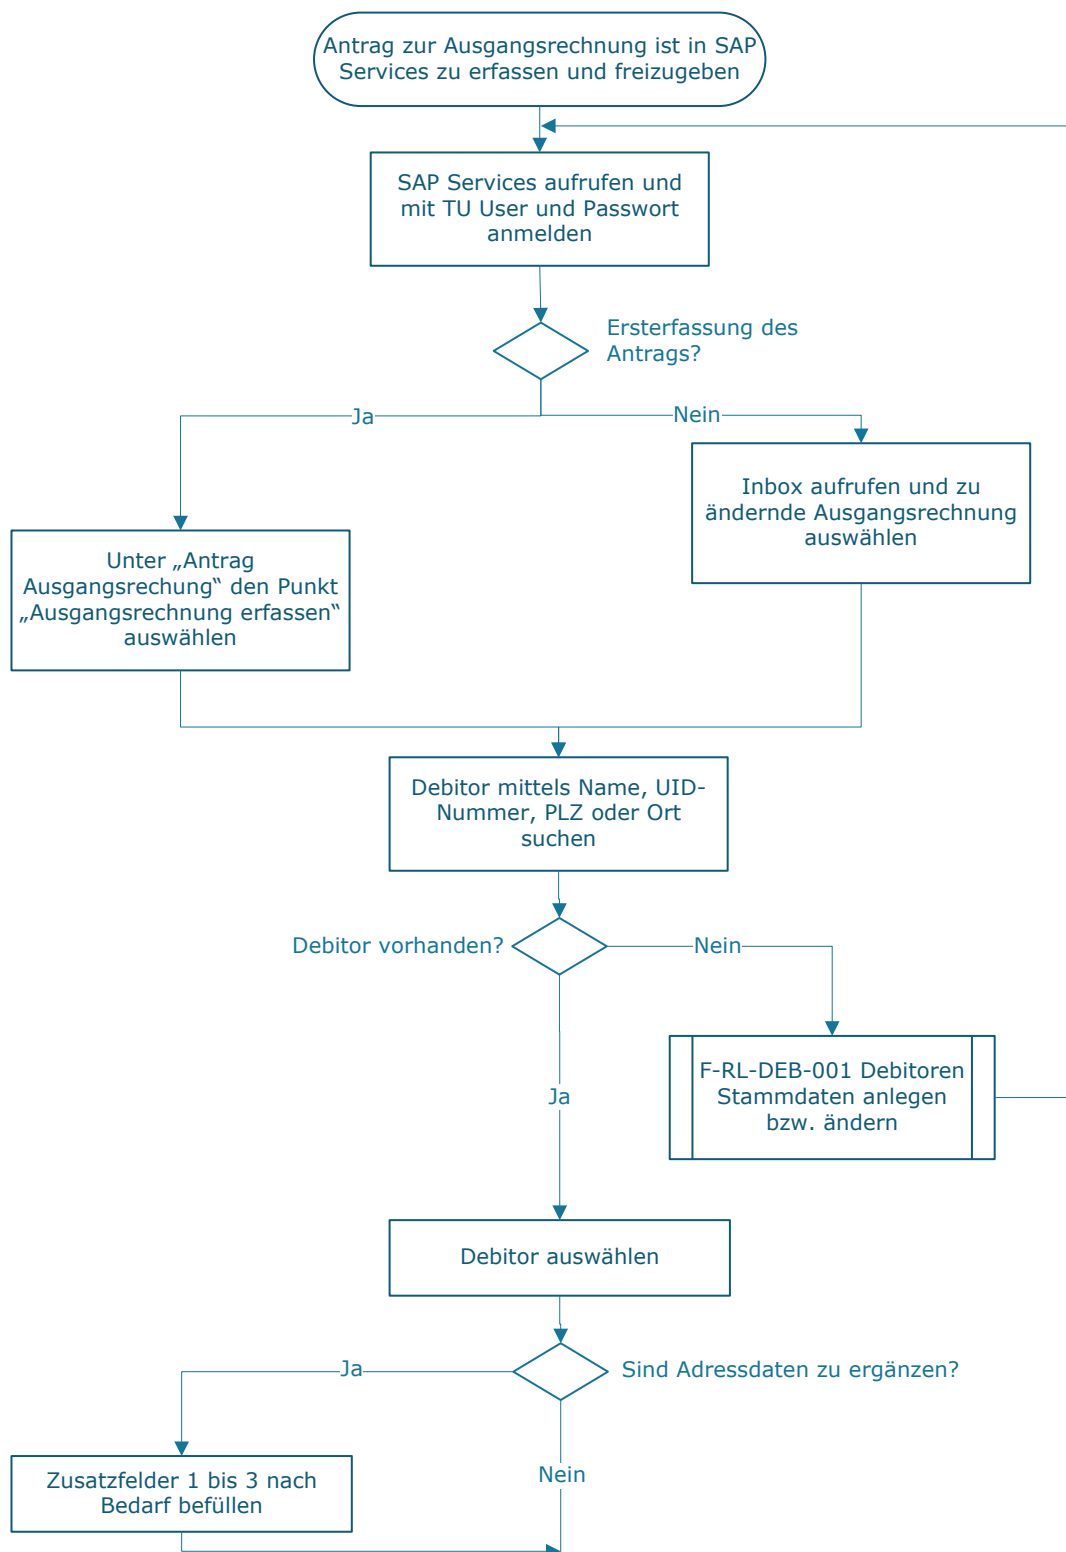 Antrag zur Ausgangsrechnung ist in SAP
Services zu erfassen und freizugeben
SAP Services aufrufen und
mit TU User und Passwort
anmelden
Ersterfassung des
Antrags?
Ja
Nein
Inbox aufrufen und zu
ändernde Ausgangsrechnung
auswählen
Unter „Antrag
Ausgangsrechung“ den Punkt
„Ausgangsrechnung erfassen“
auswählen
Debitor mittels Name, UID-
Nummer, PLZ oder Ort
suchen
Debitor vorhanden?
Nein
F-RL-DEB-001 Debitoren
Stammdaten anlegen
bzw. ändern
Ja
Debitor auswählen
Ja
Sind Adressdaten zu ergänzen?
Nein
Zusatzfelder 1 bis 3 nach
Bedarf befüllen